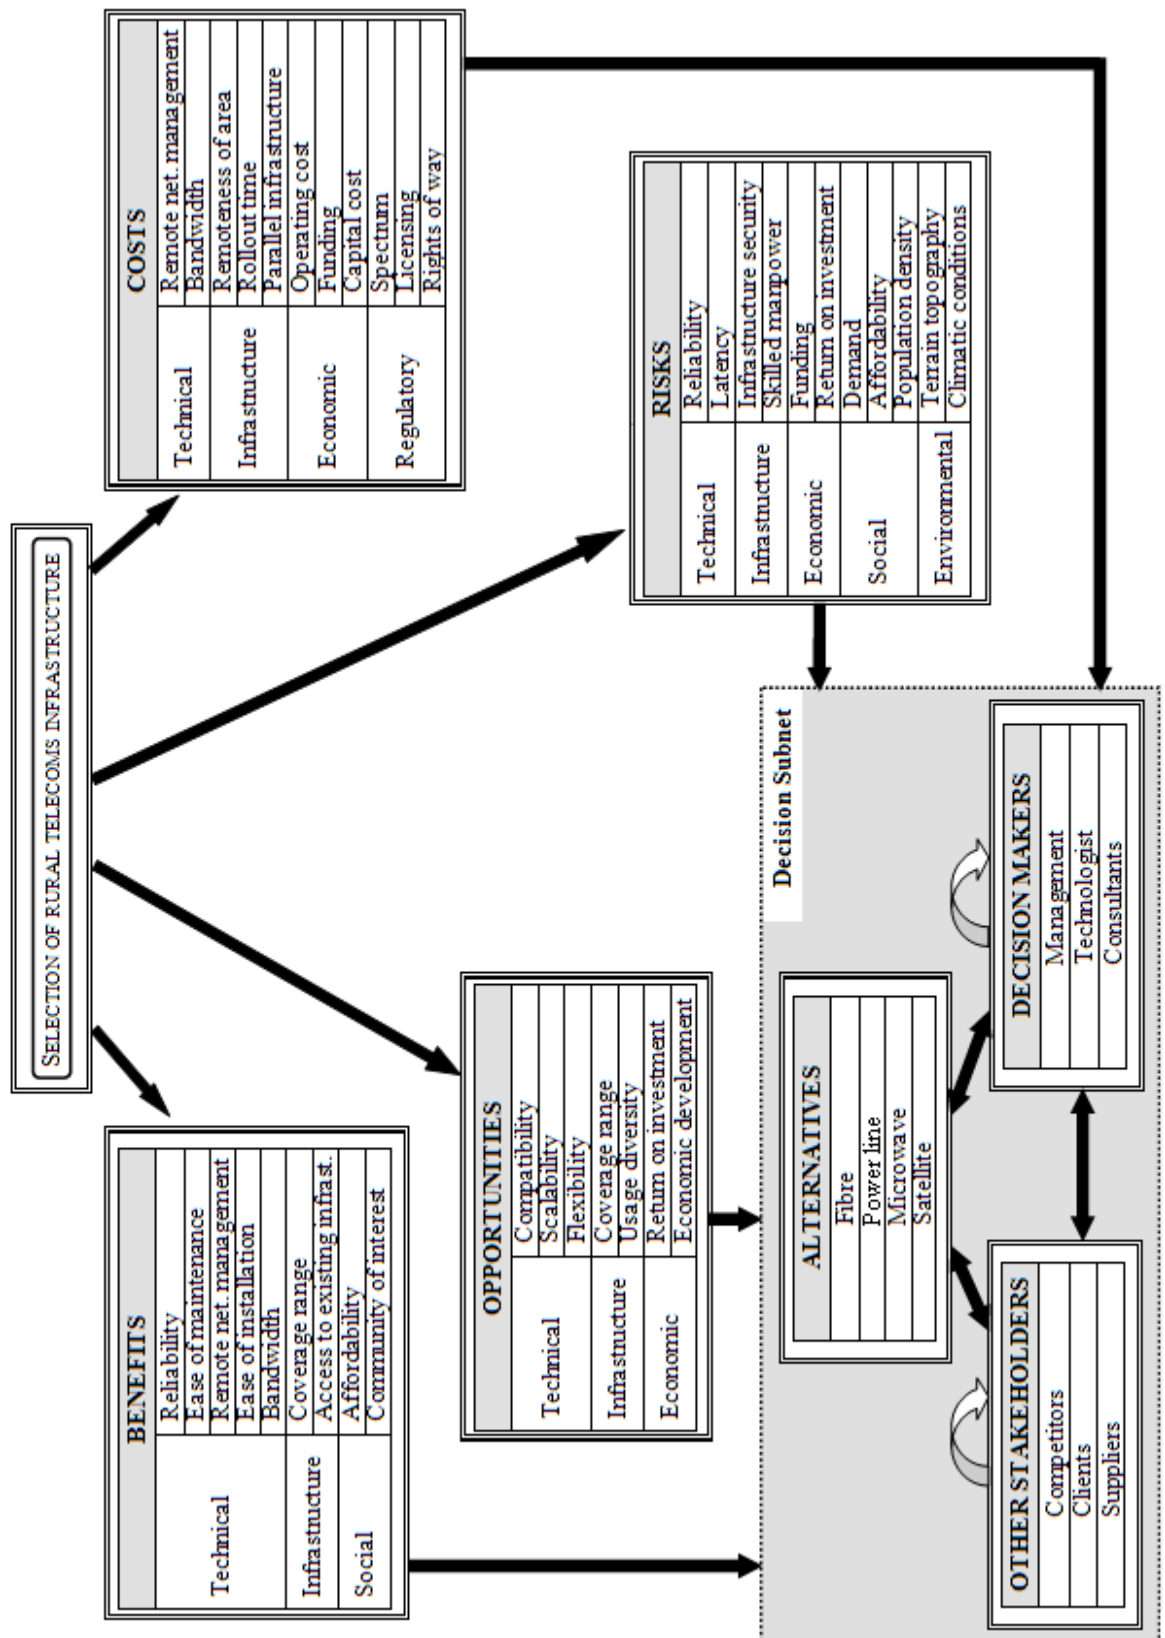 SELECTION OF RURAL TELECOMS INFRASTRUCTURE
BENEFITS
Technical
Reliability
Ease of maintenance
Remote net. management
Ease of installation
Bandwidth
Infrastructure
Coverage range
Access to existing infrast.
Social
Affordability
Community of interest
COSTS
Technical
Remote net. management
Bandwidth
Infrastructure
Remoteness of area
Rollout time
Parallel infrastructure
Economic
Operating cost
Funding
Capital cost
Regulatory
Spectrum
Licensing
Rights of way
OPPORTUNITIES
Technical
Compatibility
Scalability
Flexibility
Infrastructure
Coverage range
Usage diversity
Economic
Return on investment
Economic development
RISKS
Technical
Reliability
Latency
Infrastructure
Infrastructure security
Skilled manpower
Economic
Funding
Return on investment
Social
Demand
Affordability
Population density
Environmental
Terrain topography
Climatic conditions
Decision Subnet
ALTERNATIVES
Fibre
Power line
Microwave
Satellite
OTHER STAKEHOLDERS
Competitors
Clients
Suppliers
DECISION MAKERS
Management
Technologist
Consultants